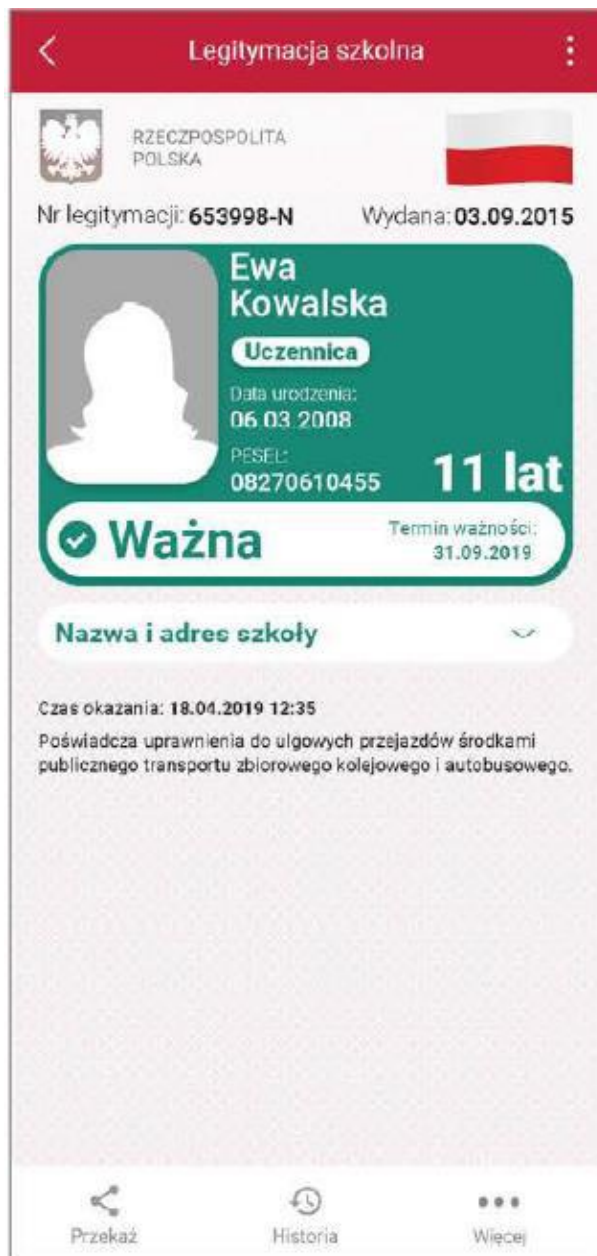 Legitymacja szkolna
RZECZPOSPOLITA
POLSKA
Nr legitymacji: 653998-N Wydana: 03.09.2015
Ewa
Kowalska
Uczennica
Data urodzenia:
06.03.2008
PESEL:
08270610455
11 lat
Ważna
Termin ważności:
31.09.2019
Nazwa i adres szkoły
Czas okazania: 18.04.2019 12:35
Poświadcza uprawnienia do ulgowych przejazdów środkami
publicznego transportu zbiorowego kolejowego i autobusowego.
Przekaż Historia Więcej